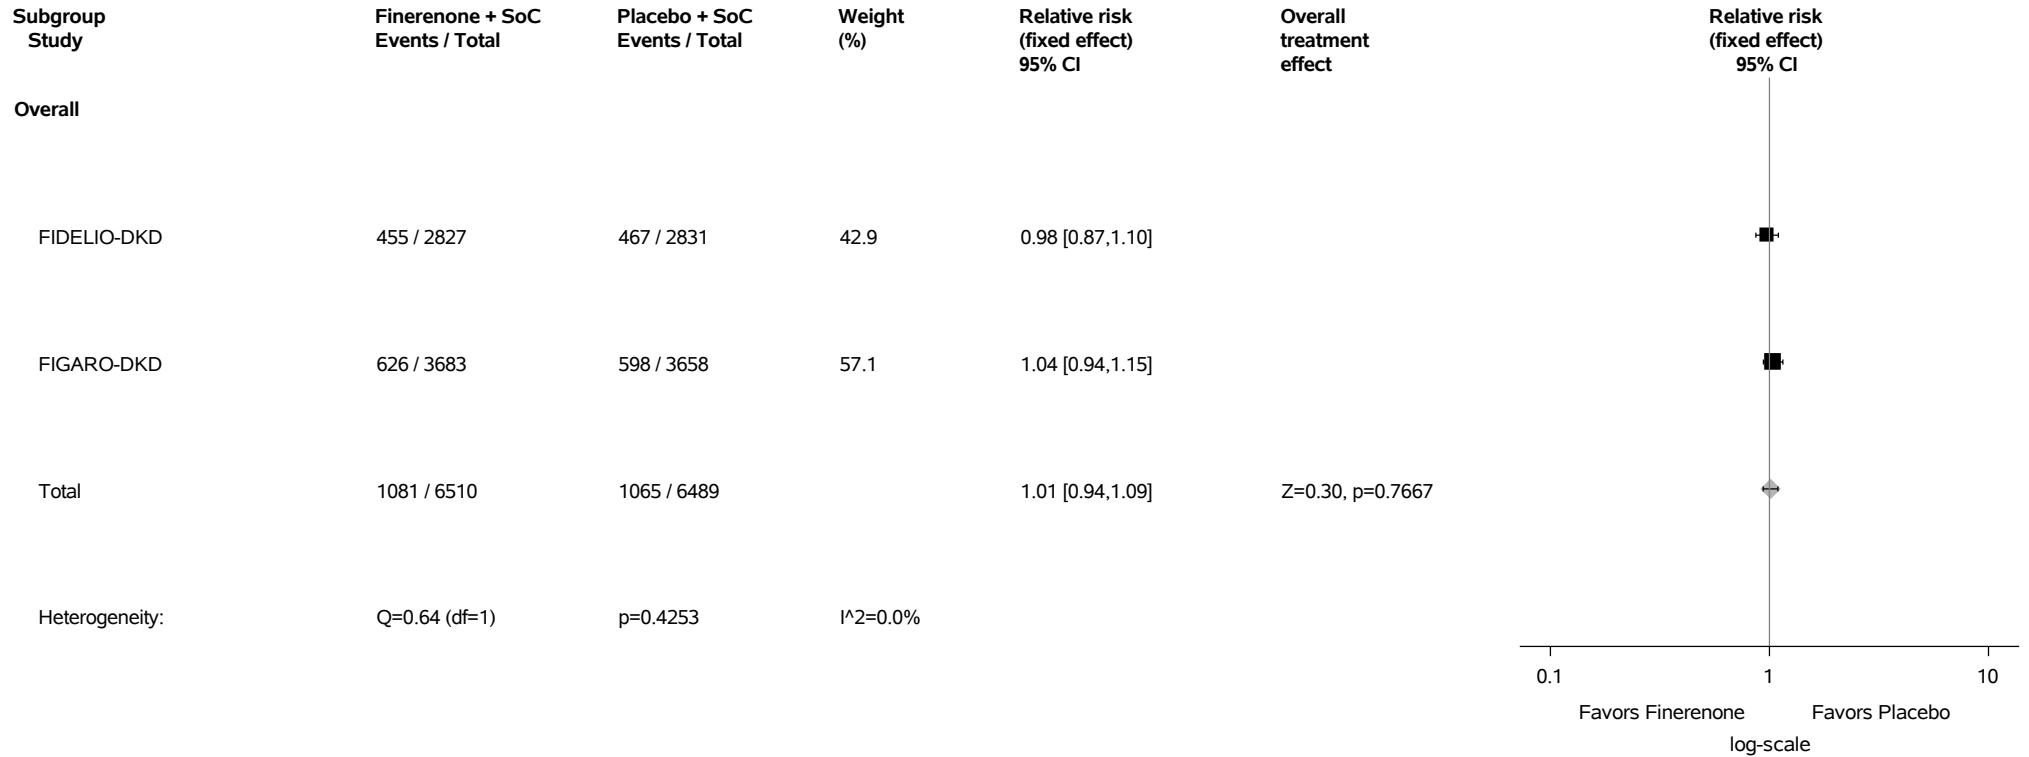 Subgroup Finerenone + SoC Placebo + SoC Weight Relative risk Overall Relative risk
Study Events / Total Events / Total (%) (fixed effect) treatment (fixed effect)
95% CI effect 95% CI
Overall
FIDELIO-DKD 455 / 2827 467 / 2831 42.9 0.98 [0.87,1.10]
FIGARO-DKD 626 / 3683 598 / 3658 57.1 1.04 [0.94,1.15]
Total 1081 / 6510 1065 / 6489 1.01 [0.94,1.09] Z=0.30, p=0.7667
Heterogeneity: Q=0.64 (df=1) p=0.4253 I^2=0.0%
0.1 1 10
Favors Finerenone Favors Placebo
log-scale